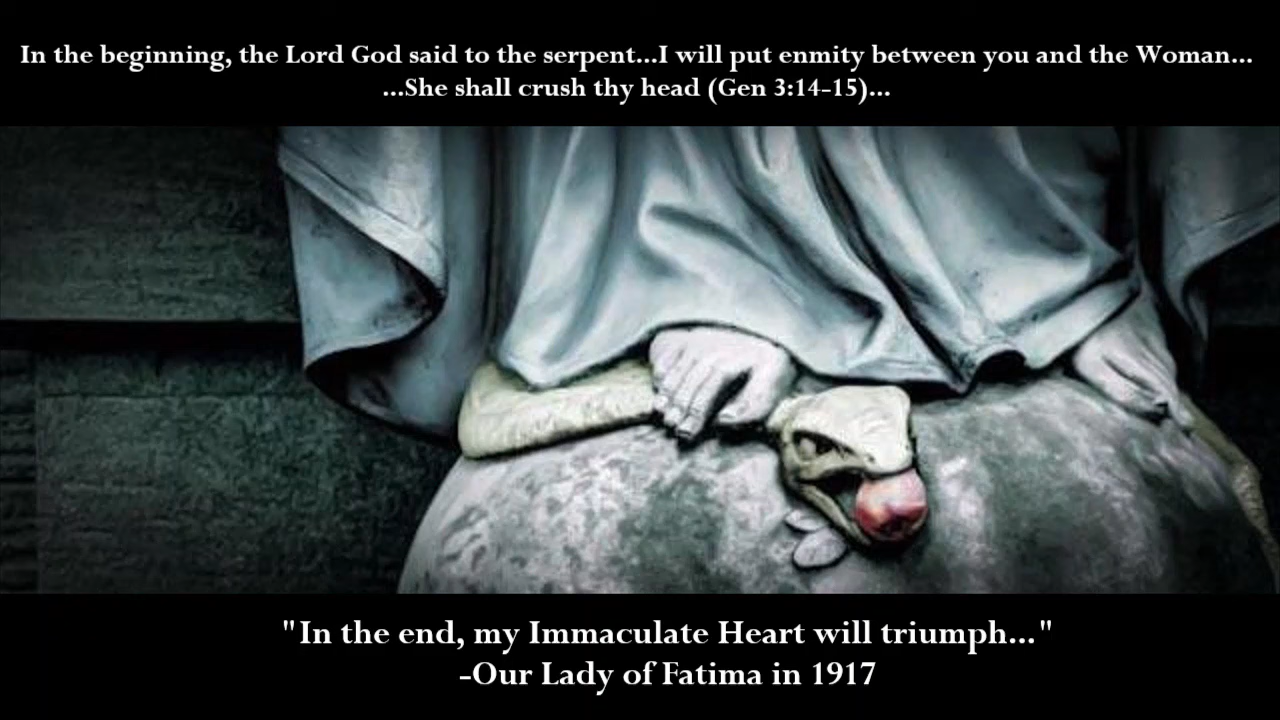 In the beginning, the Lord God said to the serpent...I will put enmity between you and the Woman...
...She shall crush thy head (Gen 3:14-15)...
"In the end, my Immaculate Heart will triumph..."
-Our Lady of Fatima in 1917